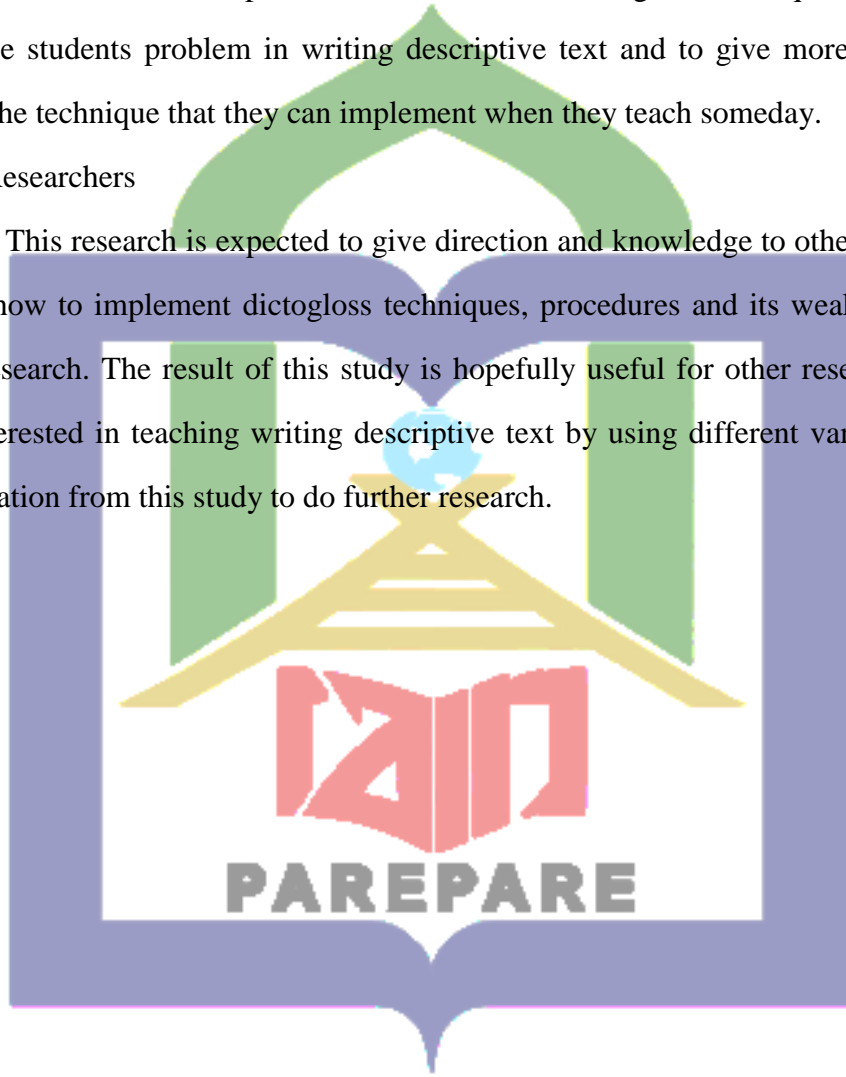 e students problem in writing descriptive text and to give more
he technique that they can implement when they teach someday.
Researchers
This research is expected to give direction and knowledge to othe
how to implement dictogloss techniques, procedures and its weal
search. The result of this study is hopefully useful for other rese
erested in teaching writing descriptive text by using different var
ation from this study to do further research.
iain
PAREPARE